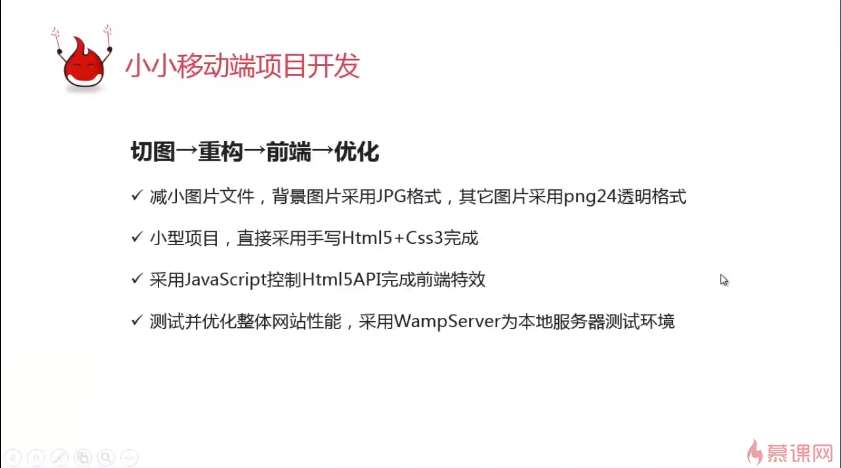 小小移动端项目开发
切图→重构→前端→优化
✓ 减小图片文件，背景图片采用JPG格式，其它图片采用png24透明格式
✓ 小型项目，直接采用手写Html5+Css3完成
✓ 采用JavaScript控制Html5API完成前端特效
✓ 测试并优化整体网站性能，采用WampServer为本地服务器测试环境
慕课网